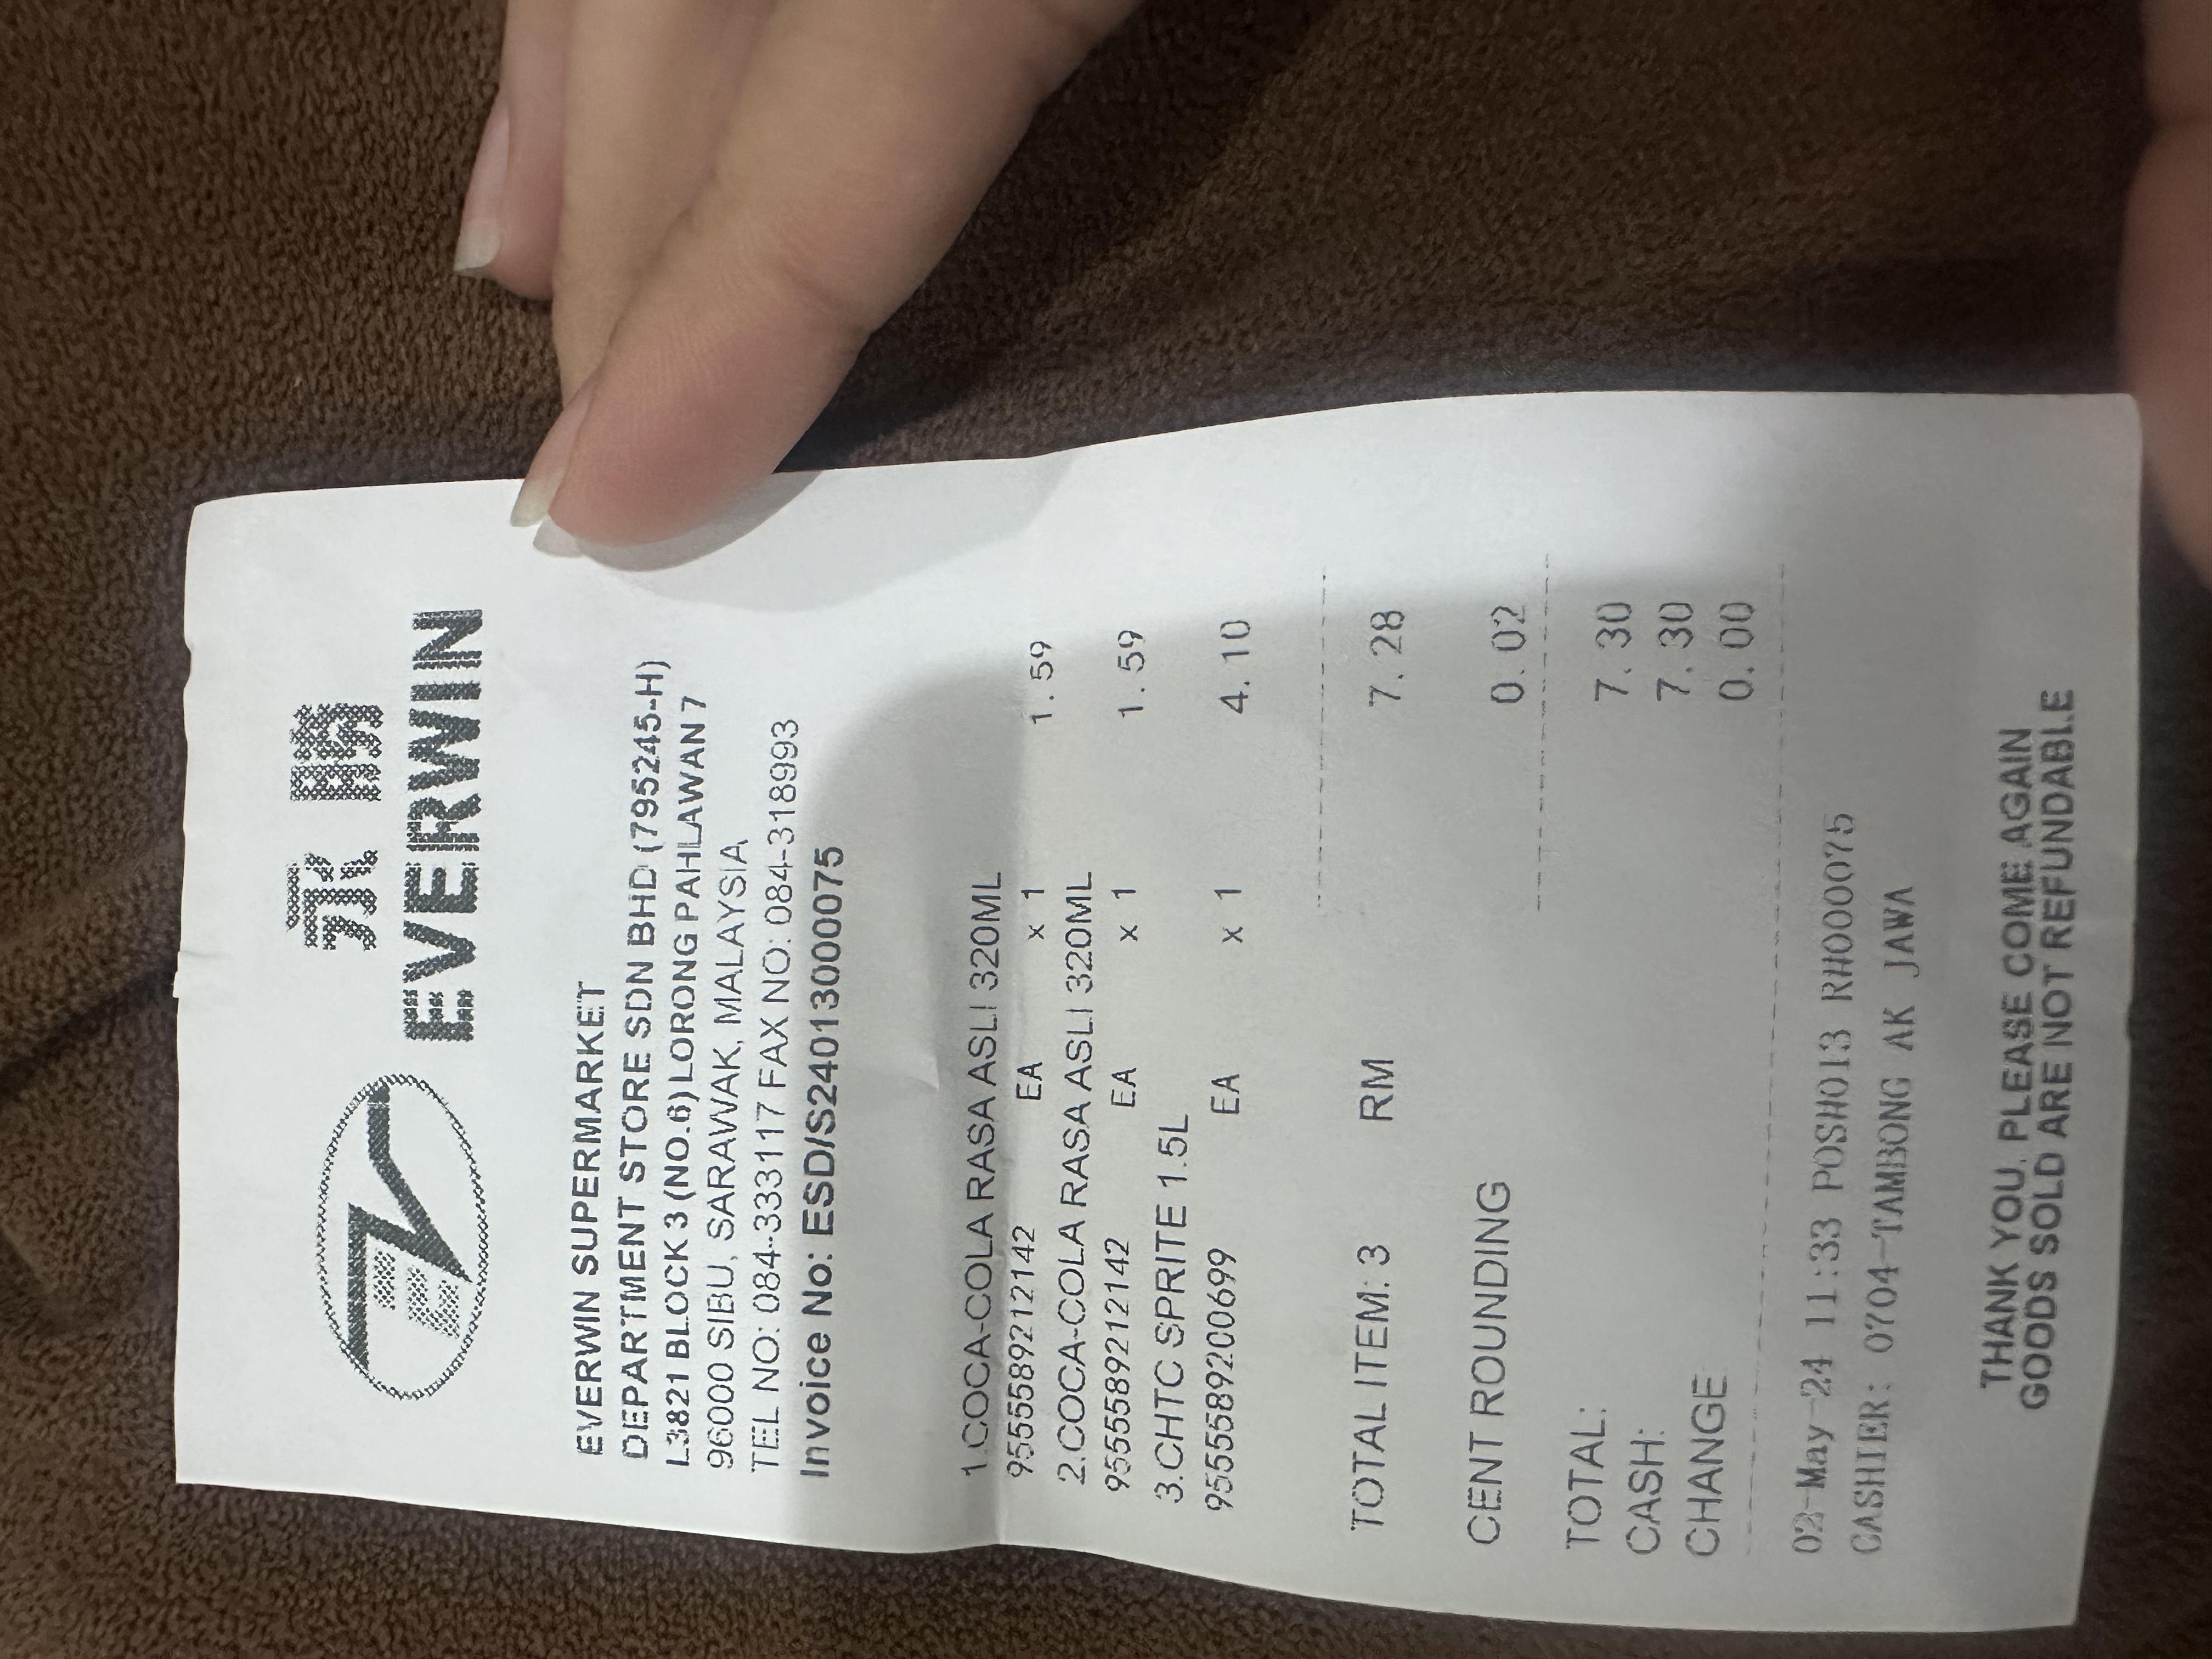 永勝
EVERWIN
EVERWIN SUPERMARKET
DEPARTMENT STORE SDN BHD (795245-H)
L3821 BLOCK 3 (NO.6) LORONG PAHLAWAN 7
96000 SIBU, SARAWAK, MALAYSIA
TEL NO: 084-333117 FAX NO: 084-318993
Invoice No: ESD/S24013000075
1.COCA-COLA RASA ASLI 320ML
9555589212142 EA x 1 1.59
2.COCA-COLA RASA ASLI 320ML
9555589212142 EA x 1 1.59
3.CHTC SPRITE 1.5L
9555589200699 EA x 1 4.10
TOTAL ITEM: 3 RM 7.28
CENT ROUNDING 0.02
TOTAL: 7.30
CASH: 7.30
CHANGE 0.00
02-May-24 11:33 POS#013 R#000075
CASHIER: 0704-TAMBONG AK JAWA
THANK YOU. PLEASE COME AGAIN
GOODS SOLD ARE NOT REFUNDABLE